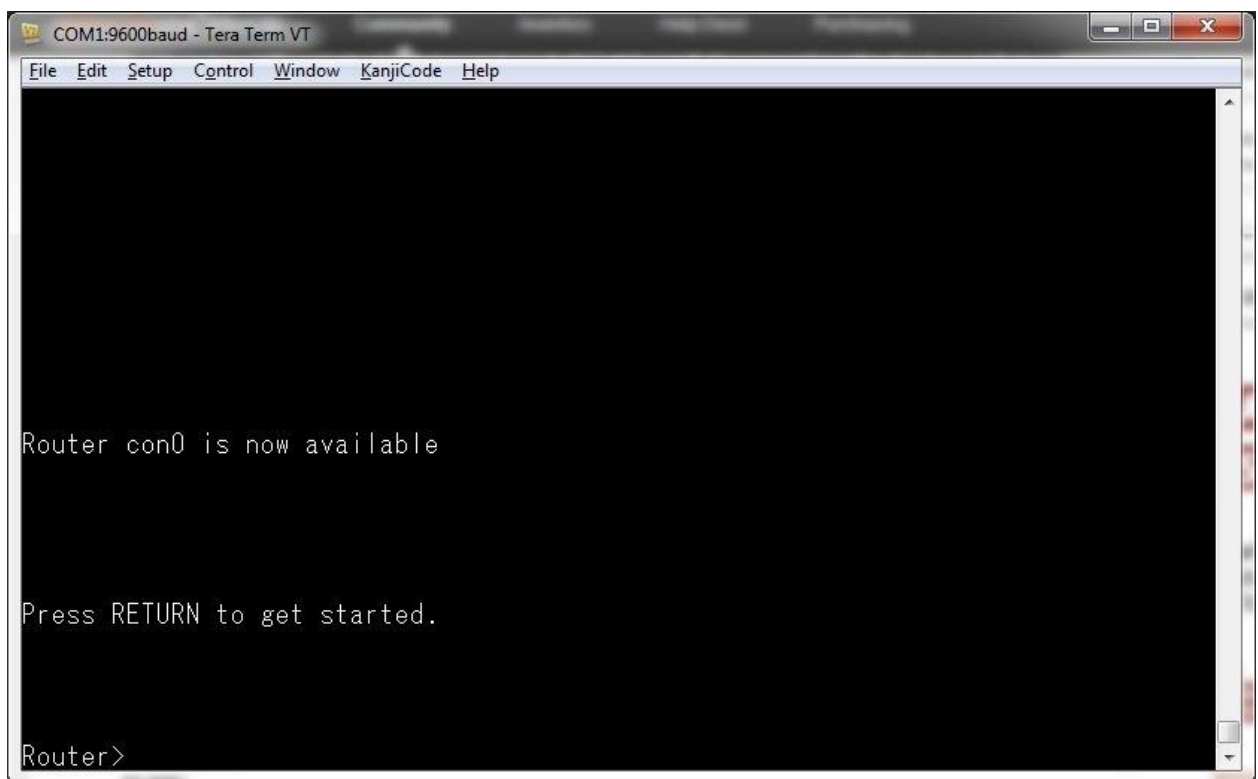 COM1:9600baud - Tera Term VT
File Edit Setup Control Window KanjiCode Help
Router con0 is now available
Press RETURN to get started.
Router>